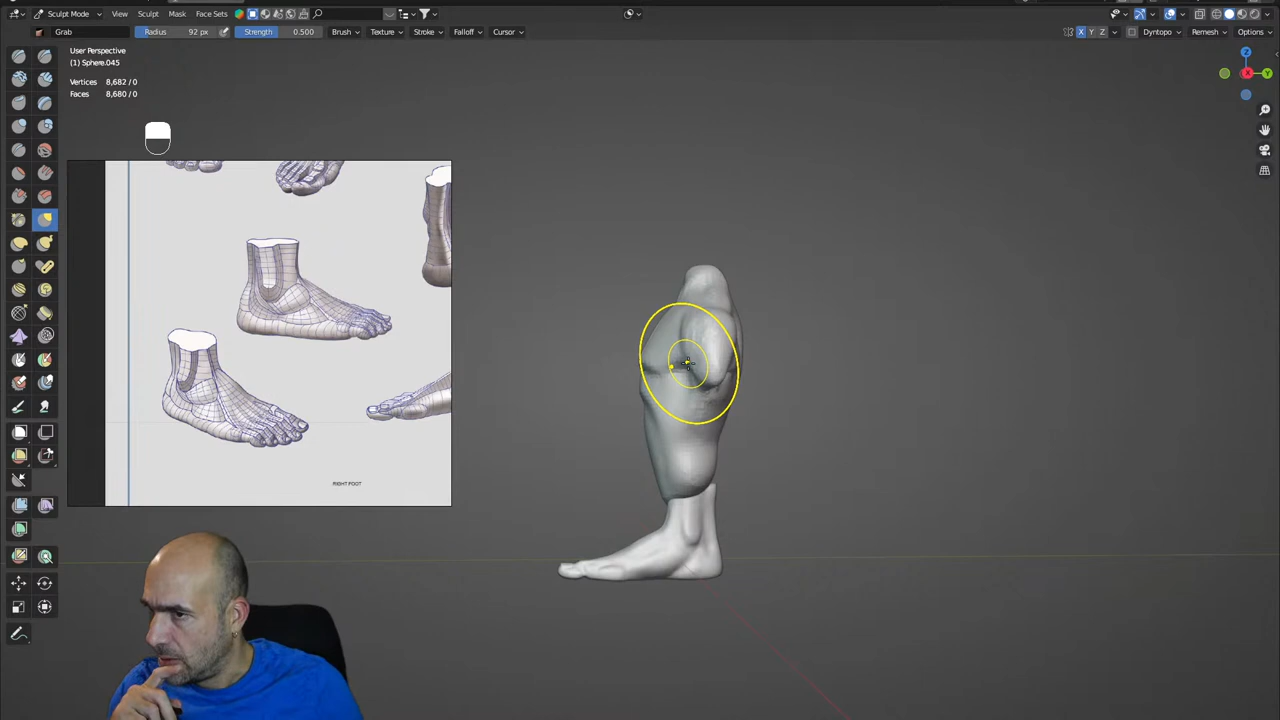 Sculpt Mode View Sculpt Mask Face Sets
Grab Radius 92 px Strength 0.500 Brush Texture Stroke Falloff Cursor X Y Z Dyntopo Remesh Options
User Perspective
(1) Sphere.045
Vertices 8,682 / 0
Faces 8,680 / 0
Z
X
Y
RIGHT FOOT